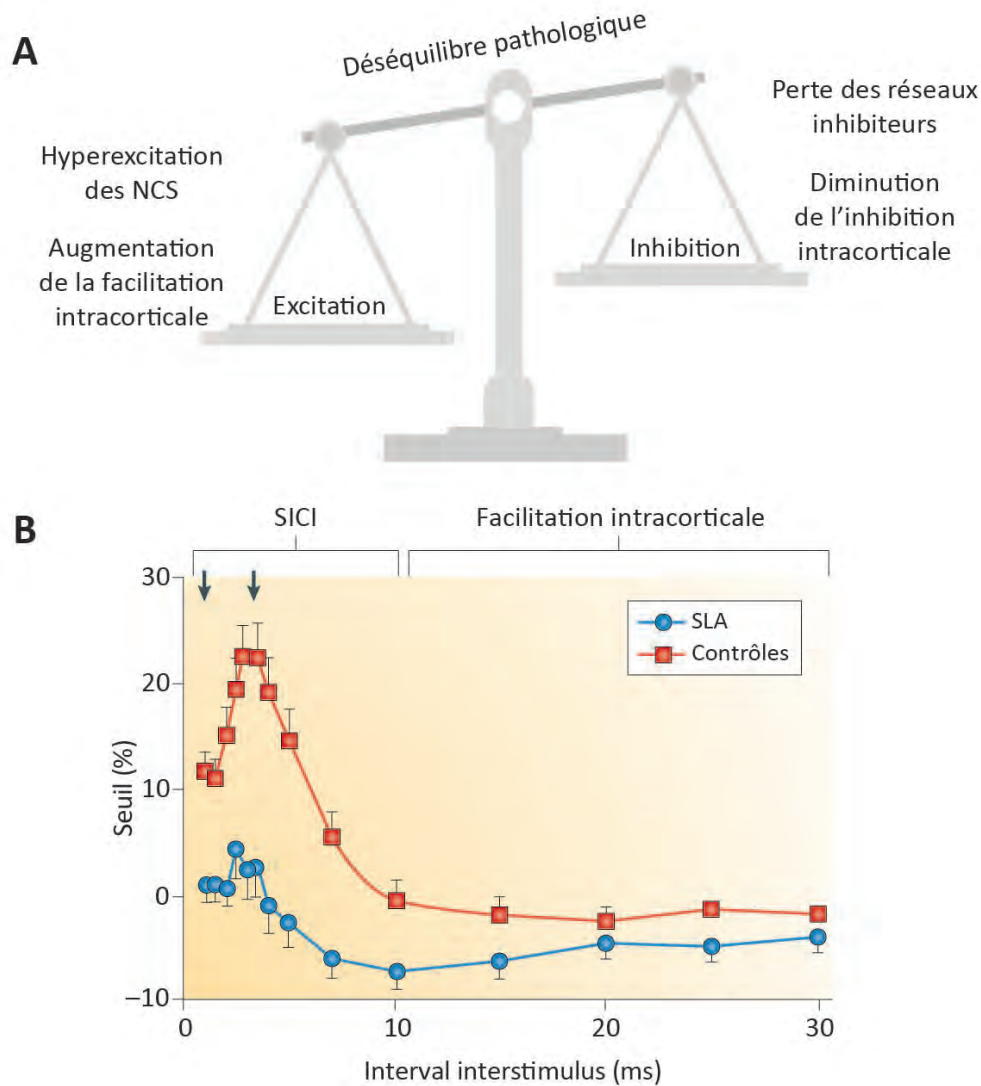 A
Déséquilibre pathologique
Hyperexcitation
des NCS
Augmentation
de la facilitation
intracorticale
Excitation
Inhibition
Perte des réseaux
inhibiteurs
Diminution
de l’inhibition
intracorticale
B
SICI
Facilitation intracorticale
30
20
10
0
–10
Seuil (%)
SLA
Contrôles
0
10
20
30
Interval interstimulus (ms)